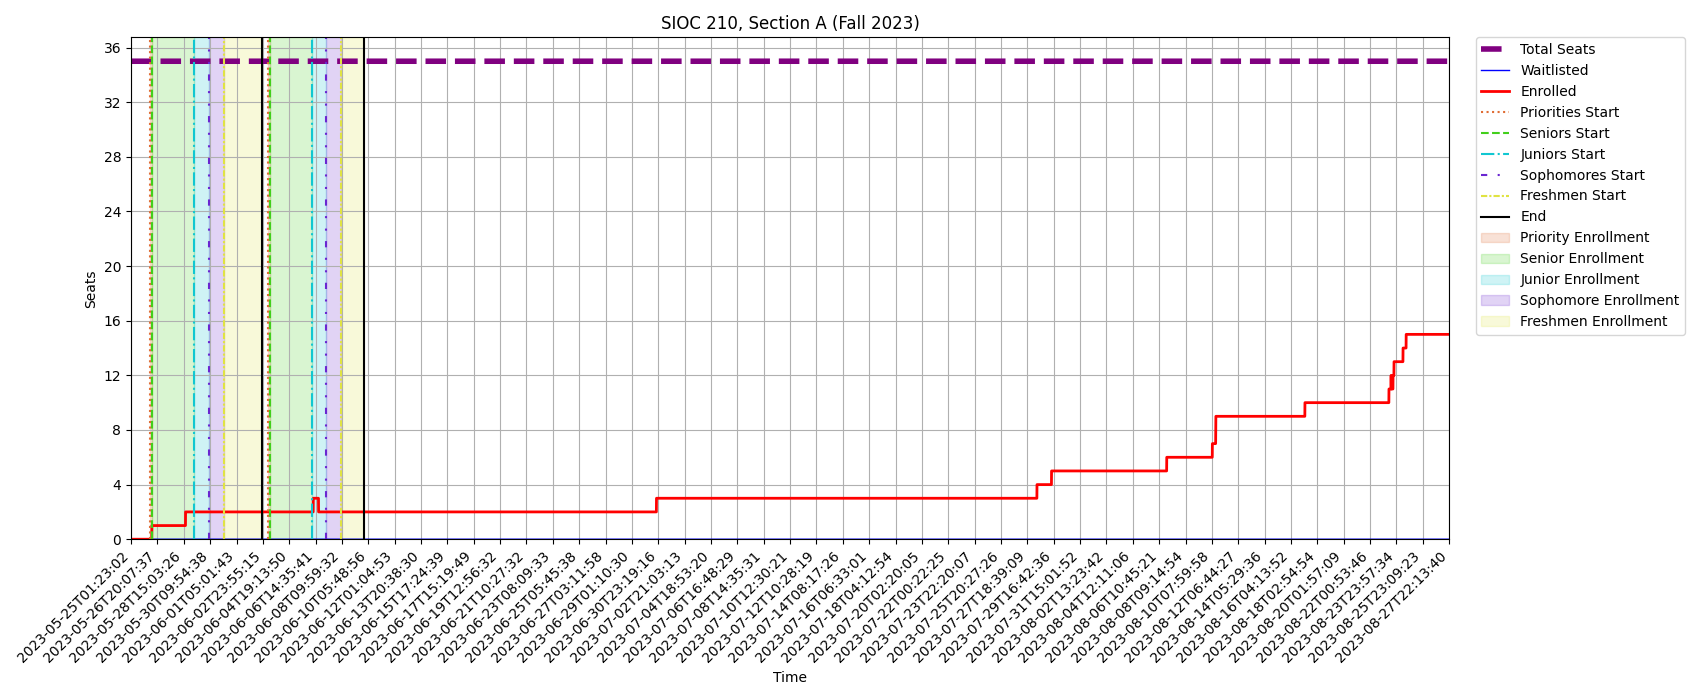 SIOC 210, Section A (Fall 2023)
Seats
36
32
28
24
20
16
12
8
4
0
2023-05-25T01:23:02
2023-05-26T20:07:37
2023-05-28T15:03:26
2023-05-30T09:54:38
2023-06-01T05:01:43
2023-06-02T23:55:15
2023-06-04T19:13:50
2023-06-06T14:35:41
2023-06-08T09:59:32
2023-06-10T05:48:56
2023-06-12T01:04:53
2023-06-13T20:38:30
2023-06-15T17:24:39
2023-06-17T15:19:49
2023-06-19T12:56:32
2023-06-21T10:27:32
2023-06-23T08:09:33
2023-06-25T05:45:38
2023-06-27T03:11:58
2023-06-29T01:10:30
2023-06-30T23:19:16
2023-07-02T21:03:13
2023-07-04T18:53:20
2023-07-06T16:48:29
2023-07-08T14:35:31
2023-07-10T12:30:21
2023-07-12T10:28:19
2023-07-14T08:17:26
2023-07-16T06:33:01
2023-07-18T04:12:54
2023-07-20T02:20:05
2023-07-22T00:22:25
2023-07-23T22:20:07
2023-07-25T20:27:26
2023-07-27T18:39:09
2023-07-29T16:42:36
2023-07-31T15:01:52
2023-08-02T13:23:42
2023-08-04T12:11:06
2023-08-06T10:45:21
2023-08-08T09:14:54
2023-08-10T07:59:58
2023-08-12T06:44:27
2023-08-14T05:29:36
2023-08-16T04:13:52
2023-08-18T02:54:54
2023-08-20T01:57:09
2023-08-22T00:53:46
2023-08-23T23:57:34
2023-08-25T23:09:23
2023-08-27T22:13:40
Time
Total Seats
Waitlisted
Enrolled
Priorities Start
Seniors Start
Juniors Start
Sophomores Start
Freshmen Start
End
Priority Enrollment
Senior Enrollment
Junior Enrollment
Sophomore Enrollment
Freshmen Enrollment